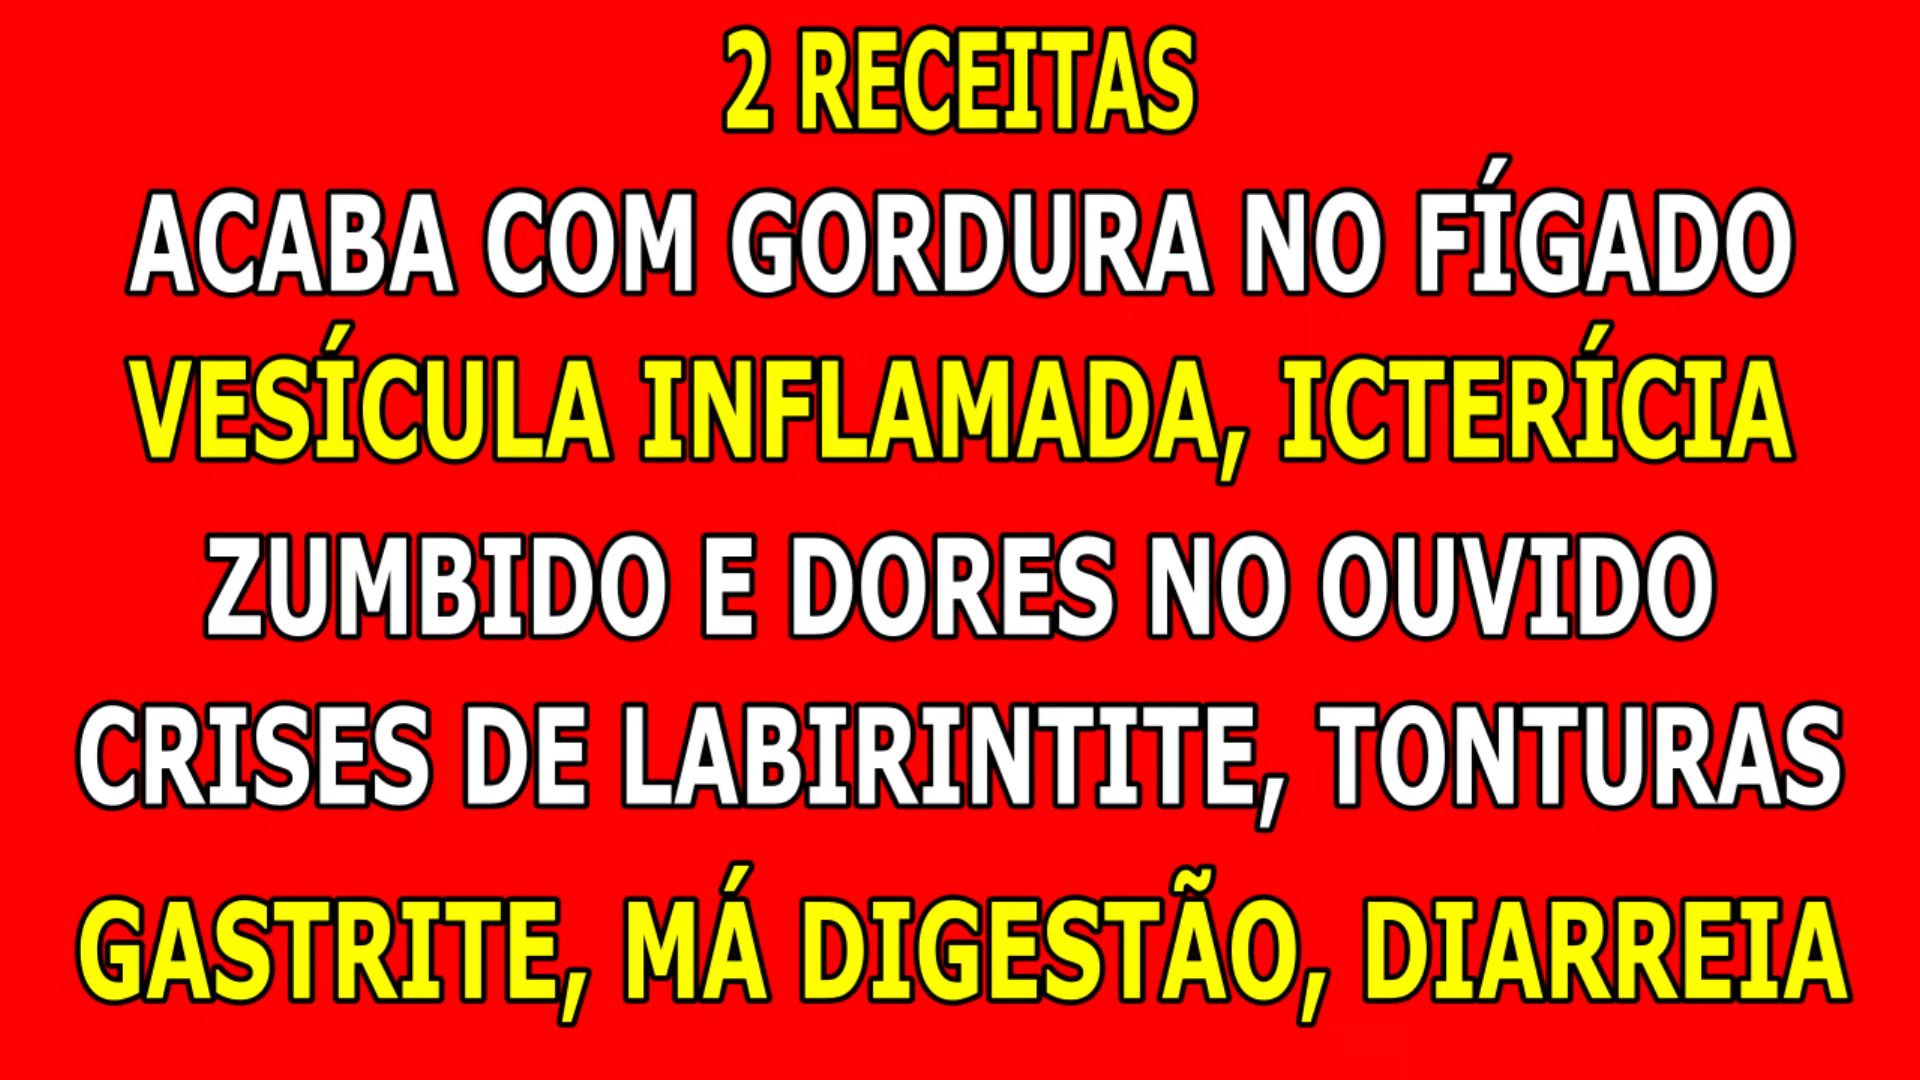 2 RECEITAS
ACABA COM GORDURA NO FÍGADO
VESÍCULA INFLAMADA, ICTERÍCIA
ZUMBIDO E DORES NO OUVIDO
CRISES DE LABIRINTITE, TONTURAS
GASTRITE, MÁ DIGESTÃO, DIARREIA